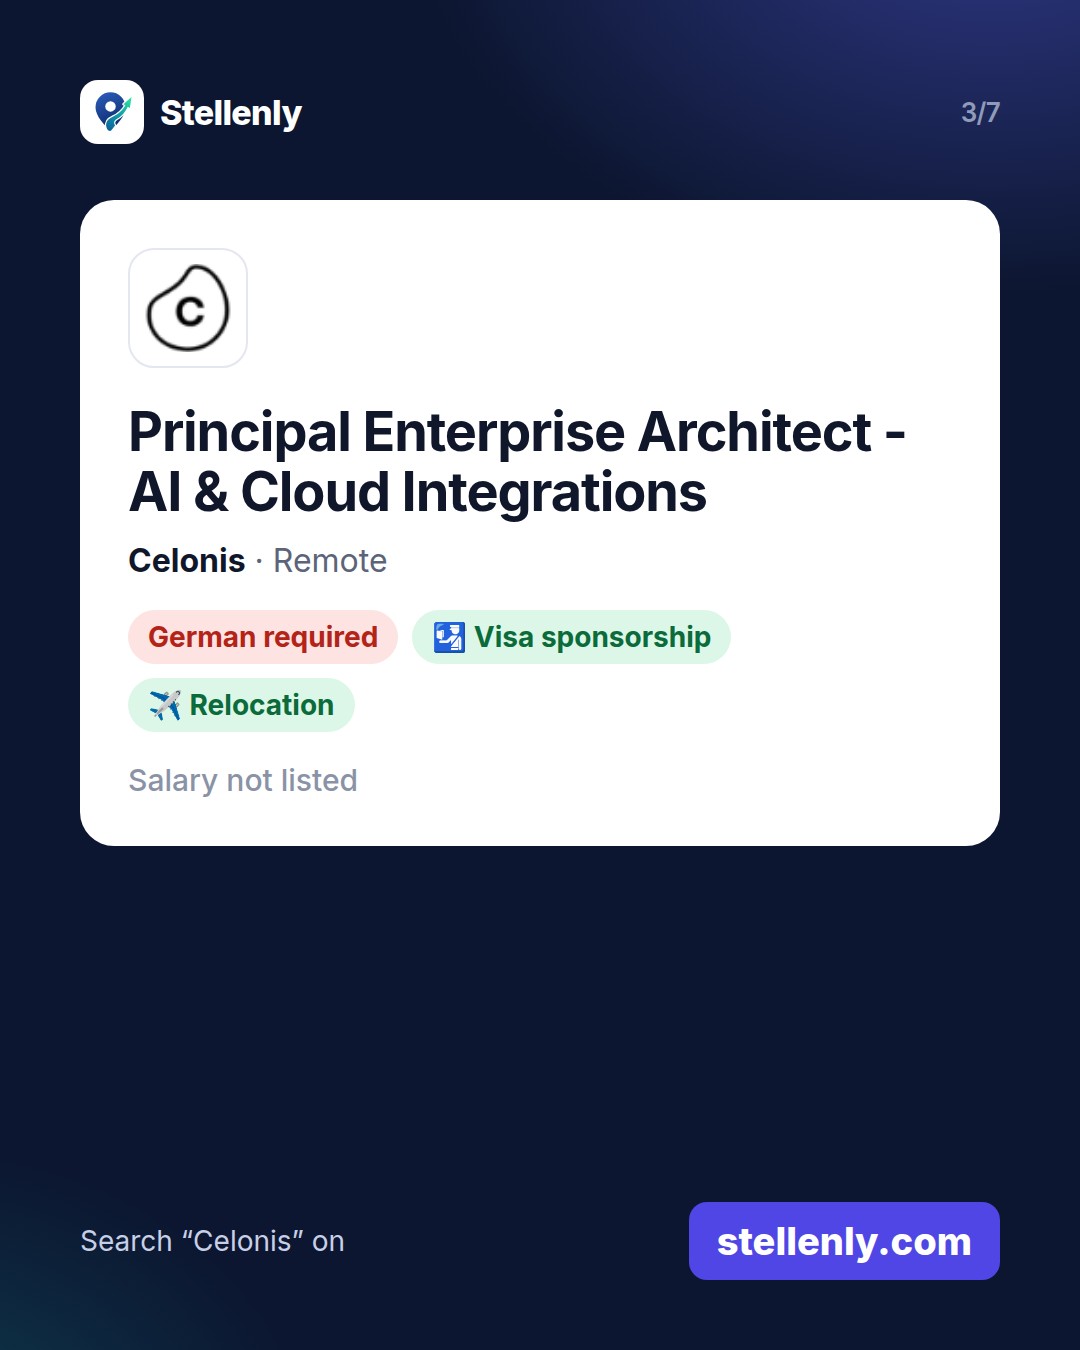 Stellenly
3/7
C
Principal Enterprise Architect -
AI & Cloud Integrations
Celonis · Remote
German required
🛂 Visa sponsorship
✈️ Relocation
Salary not listed
Search “Celonis” on
stellenly.com